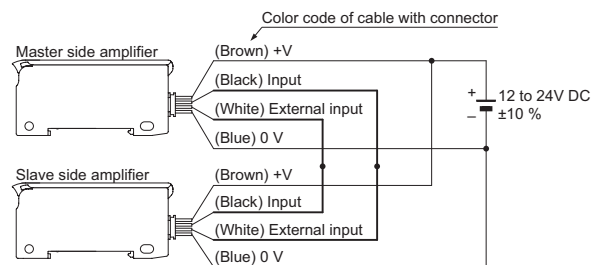 Color code of cable with connector
Master side amplifier
(Brown) +V
(Black) Input
(White) External input
(Blue) 0 V
+
–
12 to 24V DC
±10 %
Slave side amplifier
(Brown) +V
(Black) Input
(White) External input
(Blue) 0 V